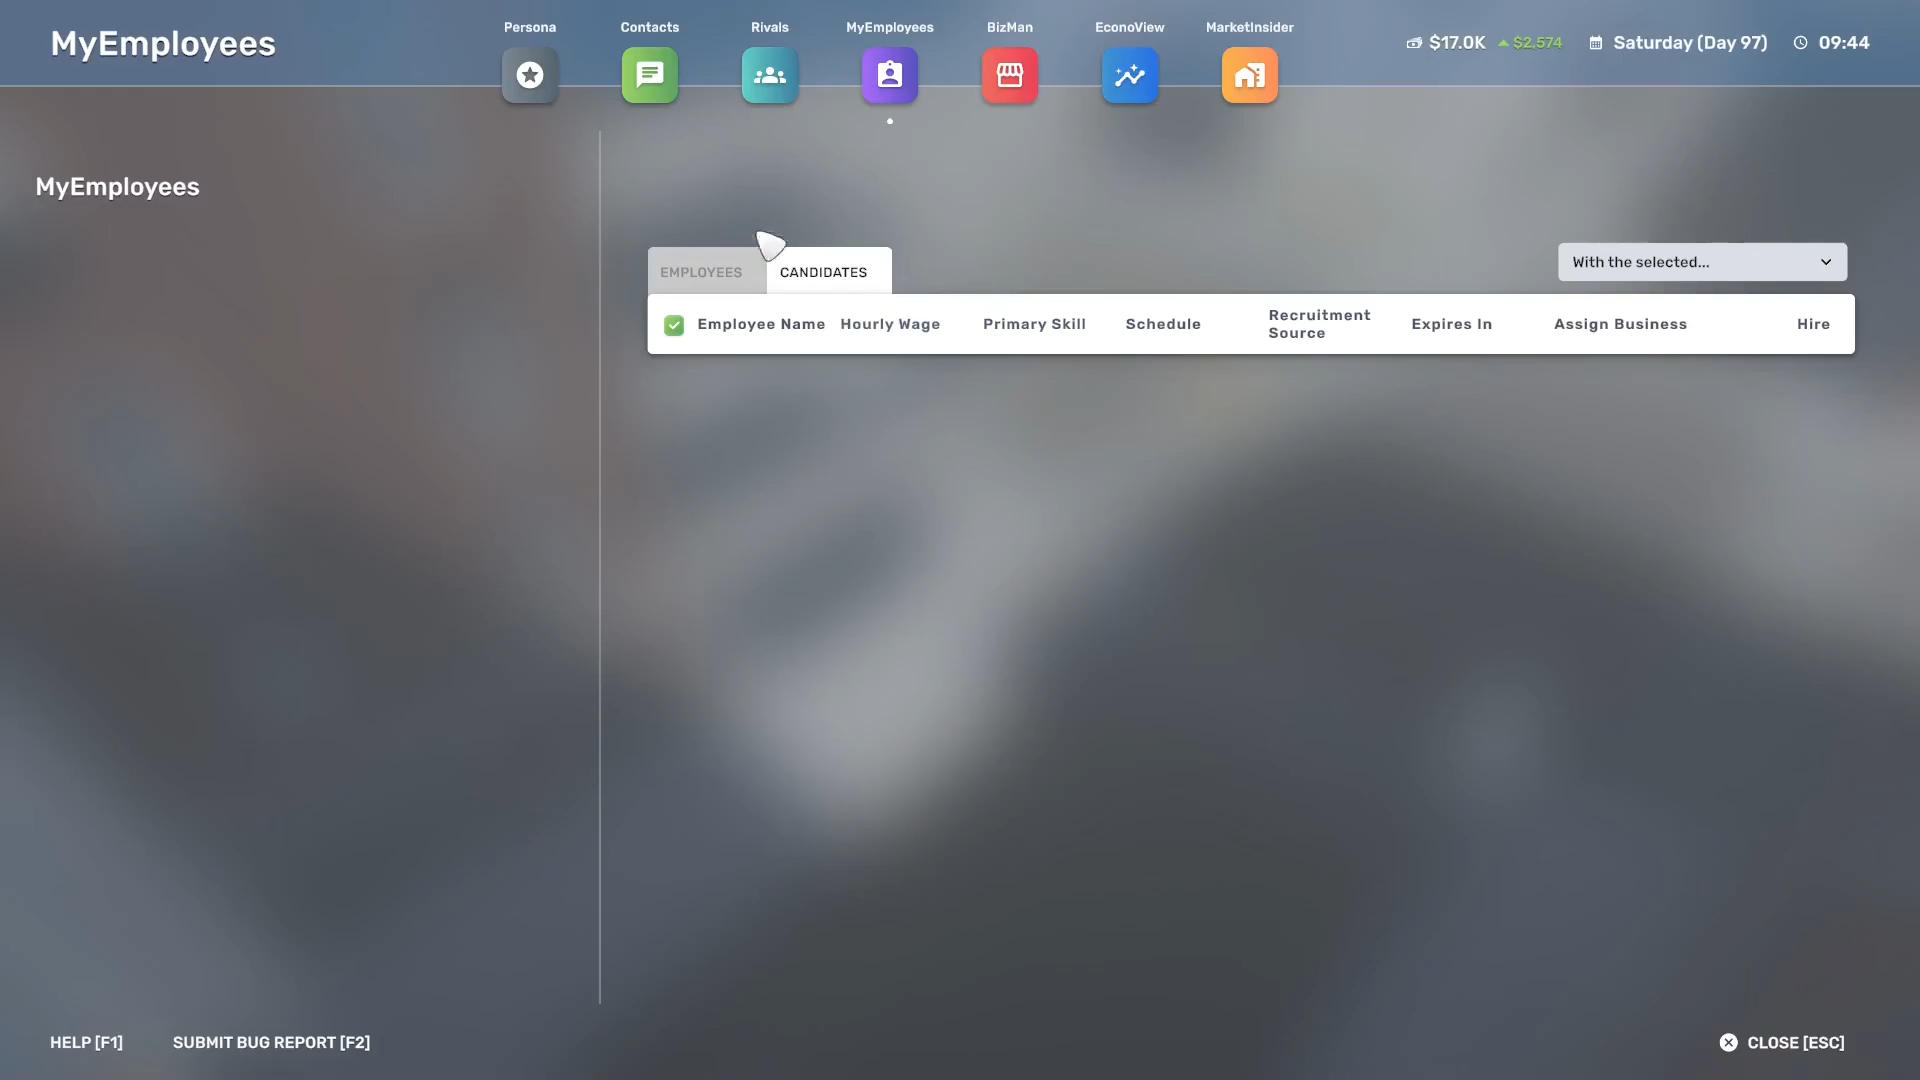 MyEmployees
Persona
Contacts
Rivals
MyEmployees
BizMan
EconoView
MarketInsider
$17.0K
$2,574
Saturday (Day 97)
09:44
MyEmployees
EMPLOYEES
CANDIDATES
With the selected...
Employee Name
Hourly Wage
Primary Skill
Schedule
Recruitment
Source
Expires In
Assign Business
Hire
HELP [F1]
SUBMIT BUG REPORT [F2]
CLOSE [ESC]